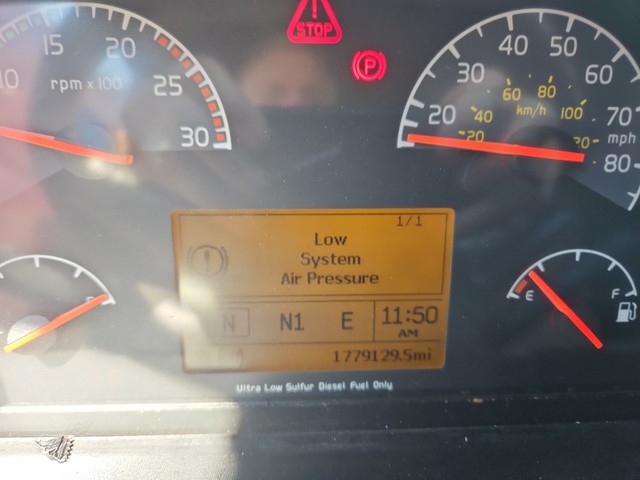 STOP
P
15 20 25 30
10
rpm x 100
20 30 40 50 60 70 80
mph
20 40 60 80 100
km/h
1/1
Low
System
Air Pressure
N N1 E 11:50
AM
1779129.5mi
E F
Ultra Low Sulfur Diesel Fuel Only